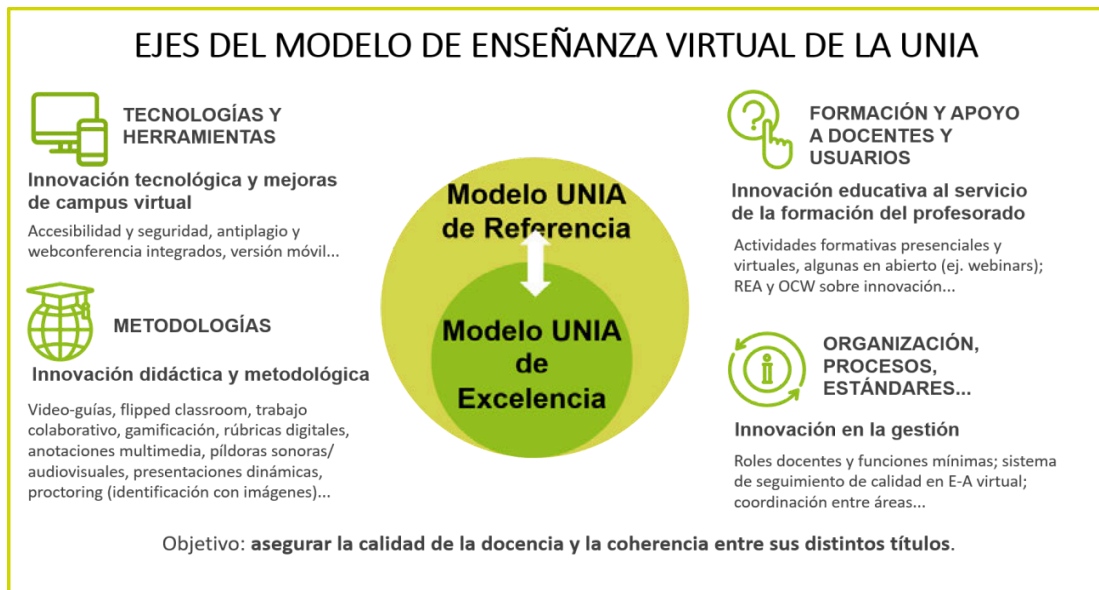 EJES DEL MODELO DE ENSEÑANZA VIRTUAL DE LA UNIA
TECNOLOGÍAS Y
HERRAMIENTAS
Innovación tecnológica y mejoras
de campus virtual
Accesibilidad y seguridad, antiplagio y
webconferencia integrados, versión móvil...
METODOLOGÍAS
Innovación didáctica y metodológica
Video-guías, flipped classroom, trabajo
colaborativo, gamificación, rúbricas digitales,
anotaciones multimedia, píldoras sonoras/
audiovisuales, presentaciones dinámicas,
proctoring (identificación con imágenes)...
Modelo UNIA
de Referencia
Modelo UNIA
de
Excelencia
FORMACIÓN Y APOYO
A DOCENTES Y
USUARIOS
Innovación educativa al servicio
de la formación del profesorado
Actividades formativas presenciales y
virtuales, algunas en abierto (ej. webinars);
REA y OCW sobre innovación...
ORGANIZACIÓN,
PROCESOS,
ESTÁNDARES...
Innovación en la gestión
Roles docentes y funciones mínimas; sistema
de seguimiento de calidad en E-A virtual;
coordinación entre áreas...
Objetivo: asegurar la calidad de la docencia y la coherencia entre sus distintos títulos.